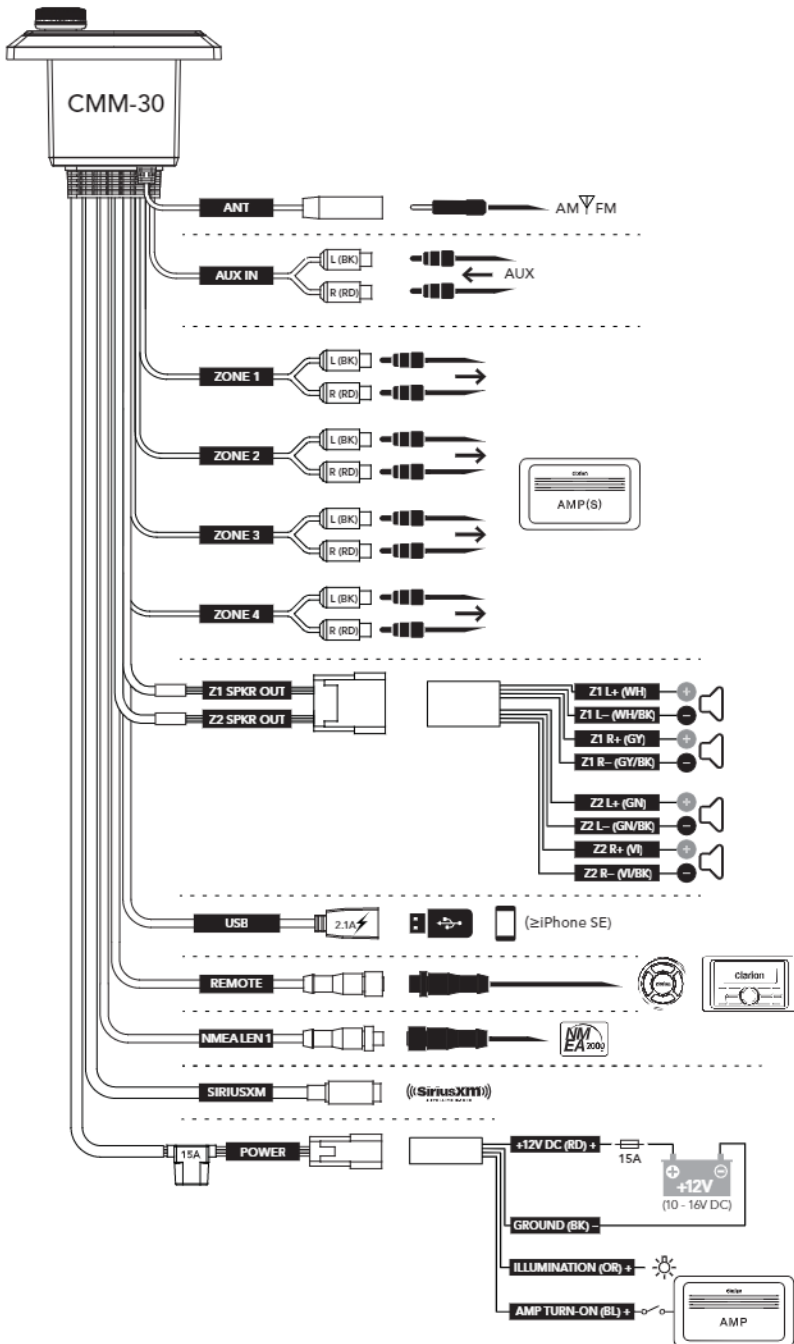 CMM-30
ANT
AM FM
AUX IN
L (BK)
R (RD)
AUX
ZONE 1
L (BK)
R (RD)
ZONE 2
L (BK)
R (RD)
ZONE 3
L (BK)
R (RD)
ZONE 4
L (BK)
R (RD)
clarion
AMP(S)
Z1 SPKR OUT
Z2 SPKR OUT
Z1 L+ (WH)
+
Z1 L− (WH/BK)
−
Z1 R+ (GY)
+
Z1 R− (GY/BK)
−
Z2 L+ (GN)
+
Z2 L− (GN/BK)
−
Z2 R+ (VI)
+
Z2 R− (VI/BK)
−
USB
2.1A
(≥iPhone SE)
REMOTE
Clarion
NMEA LEN 1
NMEA 2000
SIRIUSXM
((SiriusXM))
SATELLITE RADIO
15A
POWER
+12V DC (RD) +
15A
+ −
+12V
(10 - 16V DC)
GROUND (BK) −
ILLUMINATION (OR) +
AMP TURN-ON (BL) +
clarion
AMP